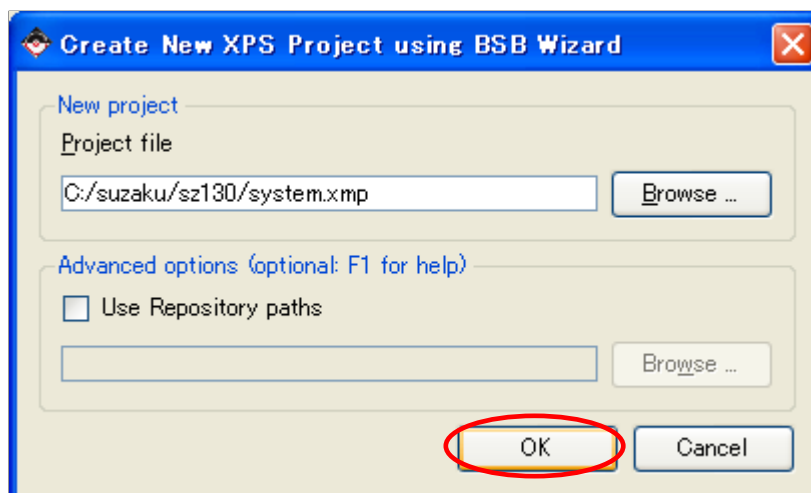 Create New XPS Project using BSB Wizard
New project
Project file
C:/suzaku/sz130/system.xmp
Browse ...
Advanced options (optional: F1 for help)
Use Repository paths
Browse ...
OK
Cancel